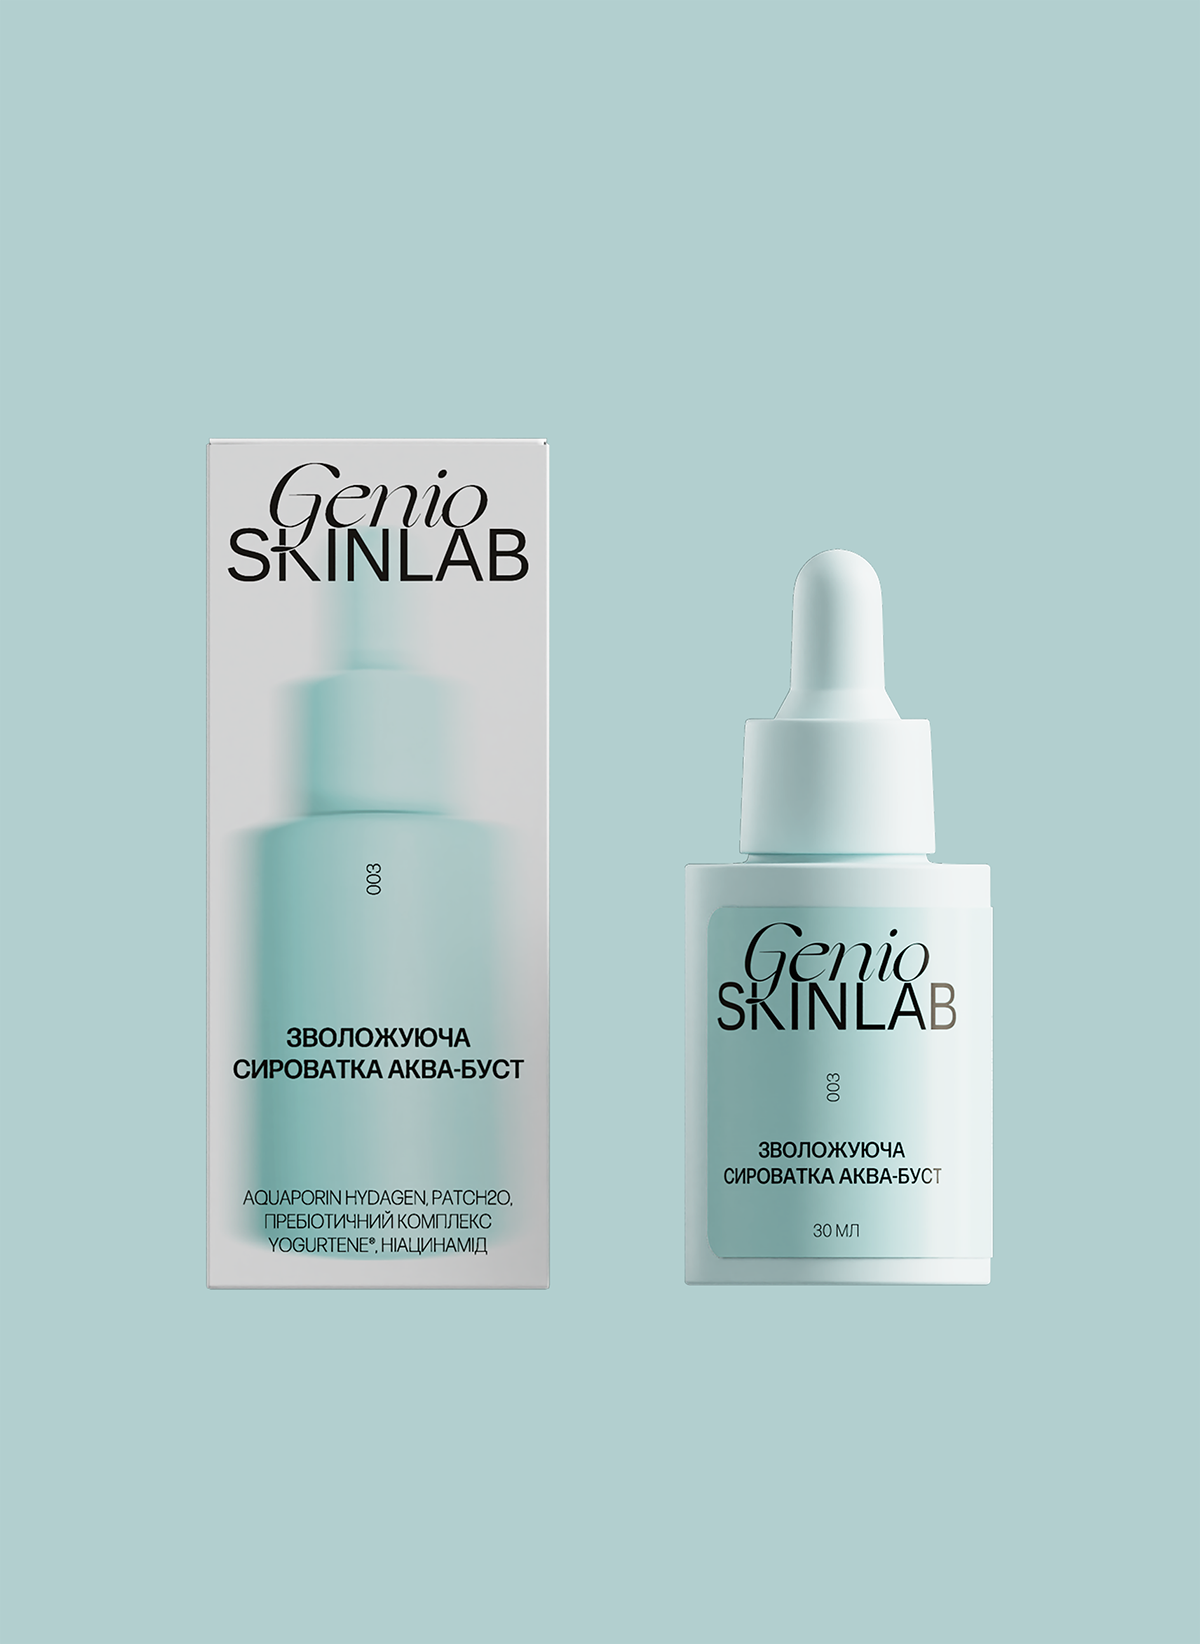 Genio
SKINLAB
003
ЗВОЛОЖУЮЧА
СИРОВАТКА АКВА-БУСТ
AQUAPORIN HYDAGEN, PATCH2O,
ПРЕБІОТИЧНИЙ КОМПЛЕКС
YOGURTENE®, НІАЦИНАМІД
Genio
SKINLAB
003
ЗВОЛОЖУЮЧА
СИРОВАТКА АКВА-БУСТ
30 МЛ